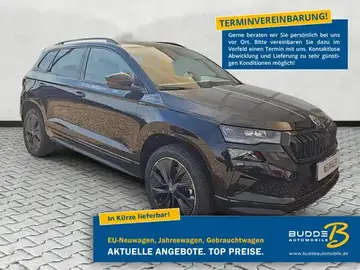 TERMINVEREINBARUNG!
Gerne beraten wir Sie persönlich bei uns
vor Ort. Bitte vereinbaren Sie dazu im
Vorfeld einen Termin mit uns. Kontaktlose
Abwicklung und Lieferung zu sehr günsti-
gen Konditionen möglich!
In Kürze lieferbar!
EU-Neuwagen, Jahreswagen, Gebrauchtwagen
AKTUELLE ANGEBOTE. TOP PREISE.
BUDDE
AUTOMOBILE
B
www.buddeautomobile.de